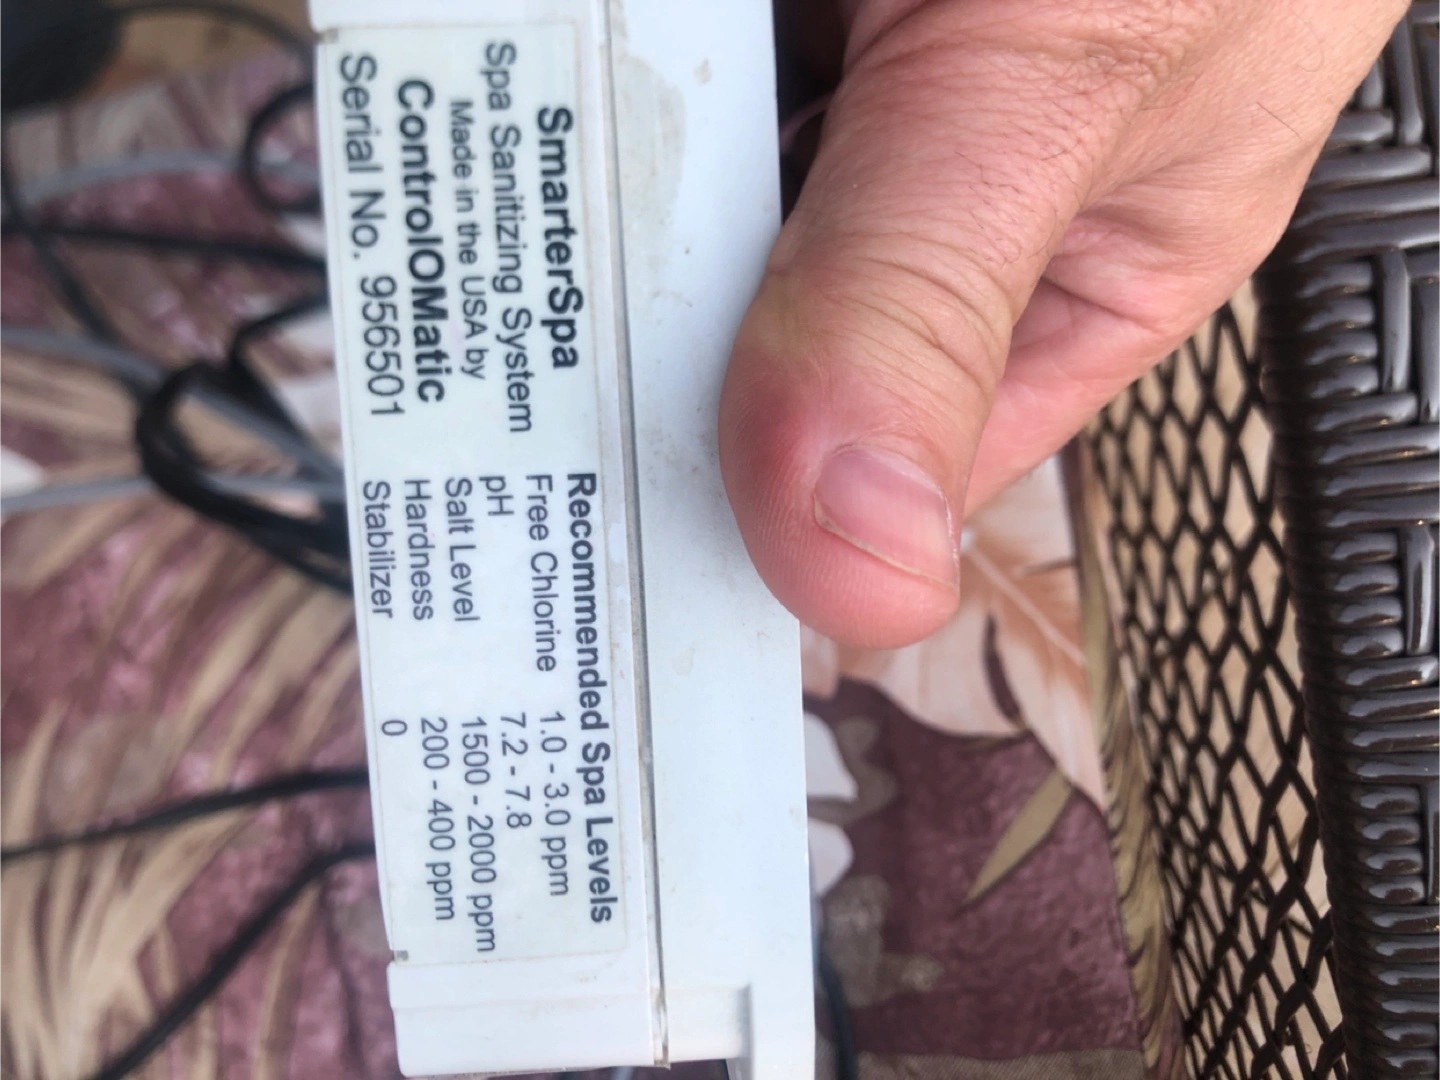 SmarterSpa
Spa Sanitizing System
Made in the USA by
ControlOMatic
Serial No. 956501
Recommended Spa Levels
Free Chlorine 1.0 - 3.0 ppm
pH 7.2 - 7.8
Salt Level 1500 - 2000 ppm
Hardness 200 - 400 ppm
Stabilizer 0